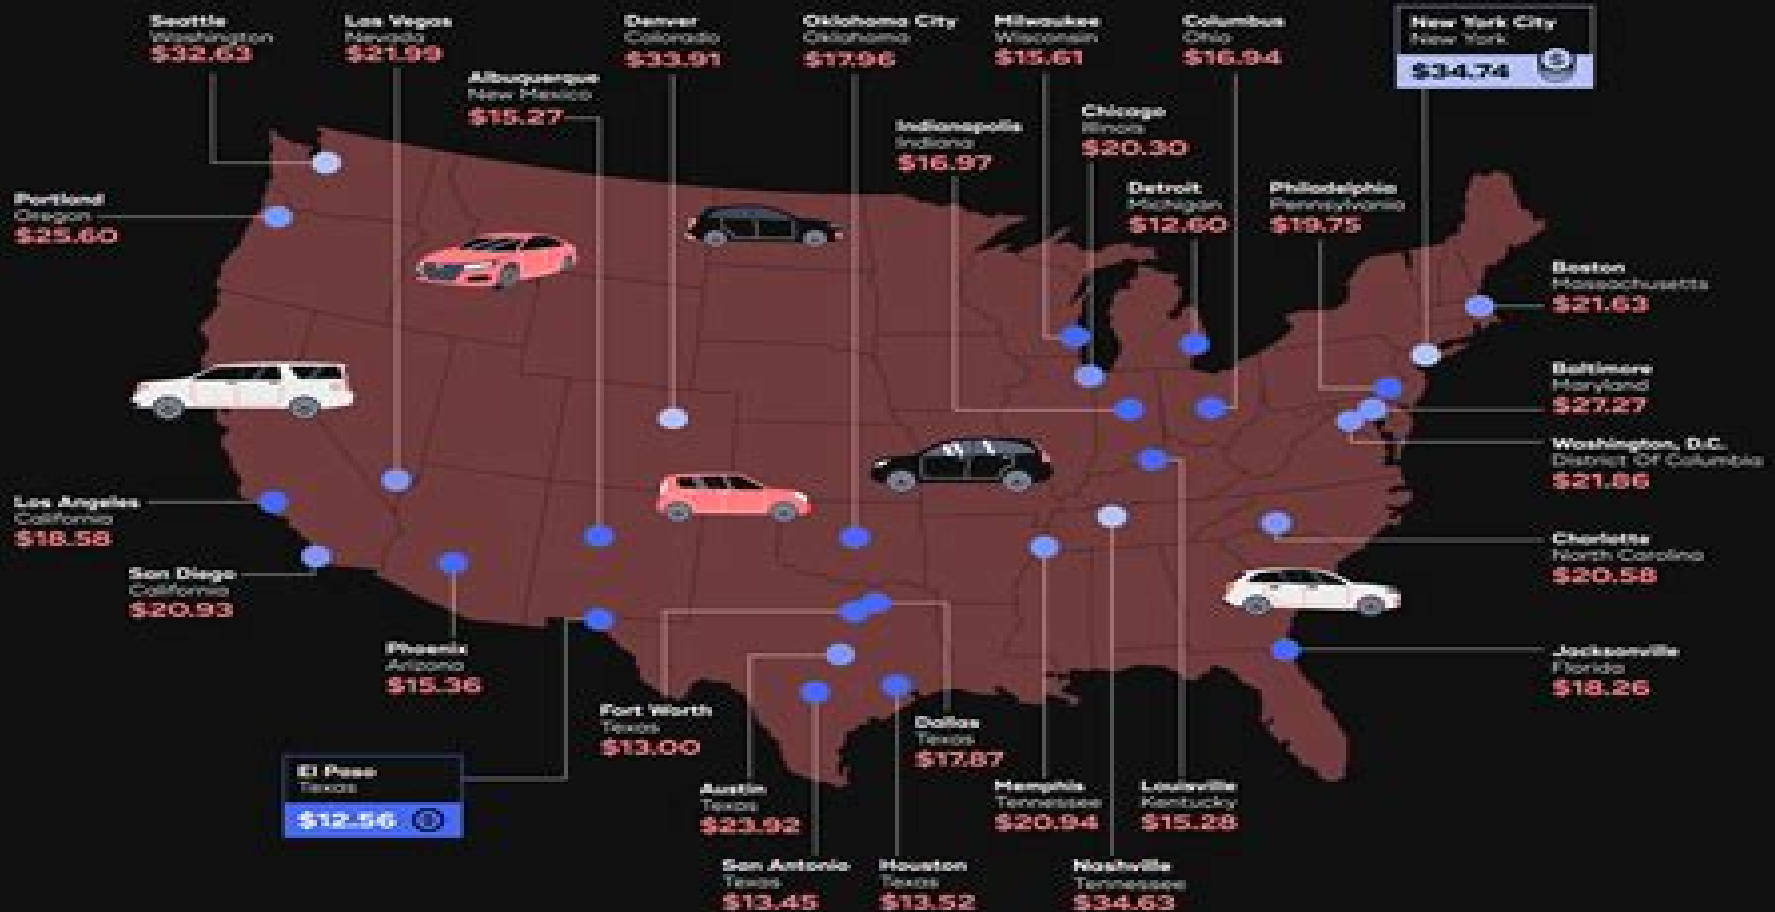 Seattle
Washington
$32.63
Las Vegas
Nevada
$21.99
Albuquerque
New Mexico
$15.27
Denver
Colorado
$33.91
Oklahoma City
Oklahoma
$17.96
Milwaukee
Wisconsin
$15.61
Columbus
Ohio
$16.94
New York City
New York
$34.74
Indianapolis
Indiana
$16.97
Chicago
Illinois
$20.30
Detroit
Michigan
$12.60
Philadelphia
Pennsylvania
$19.75
Portland
Oregon
$25.60
Boston
Massachusetts
$21.63
Baltimore
Maryland
$27.27
Washington, D.C.
District Of Columbia
$21.86
Los Angeles
California
$18.58
San Diego
California
$20.93
Charlotte
North Carolina
$20.58
Phoenix
Arizona
$15.36
Jacksonville
Florida
$18.26
Fort Worth
Texas
$13.00
Dallas
Texas
$17.87
El Paso
Texas
$12.56
Austin
Texas
$23.92
Memphis
Tennessee
$20.94
Louisville
Kentucky
$15.28
San Antonio
Texas
$13.45
Houston
Texas
$13.52
Nashville
Tennessee
$34.63